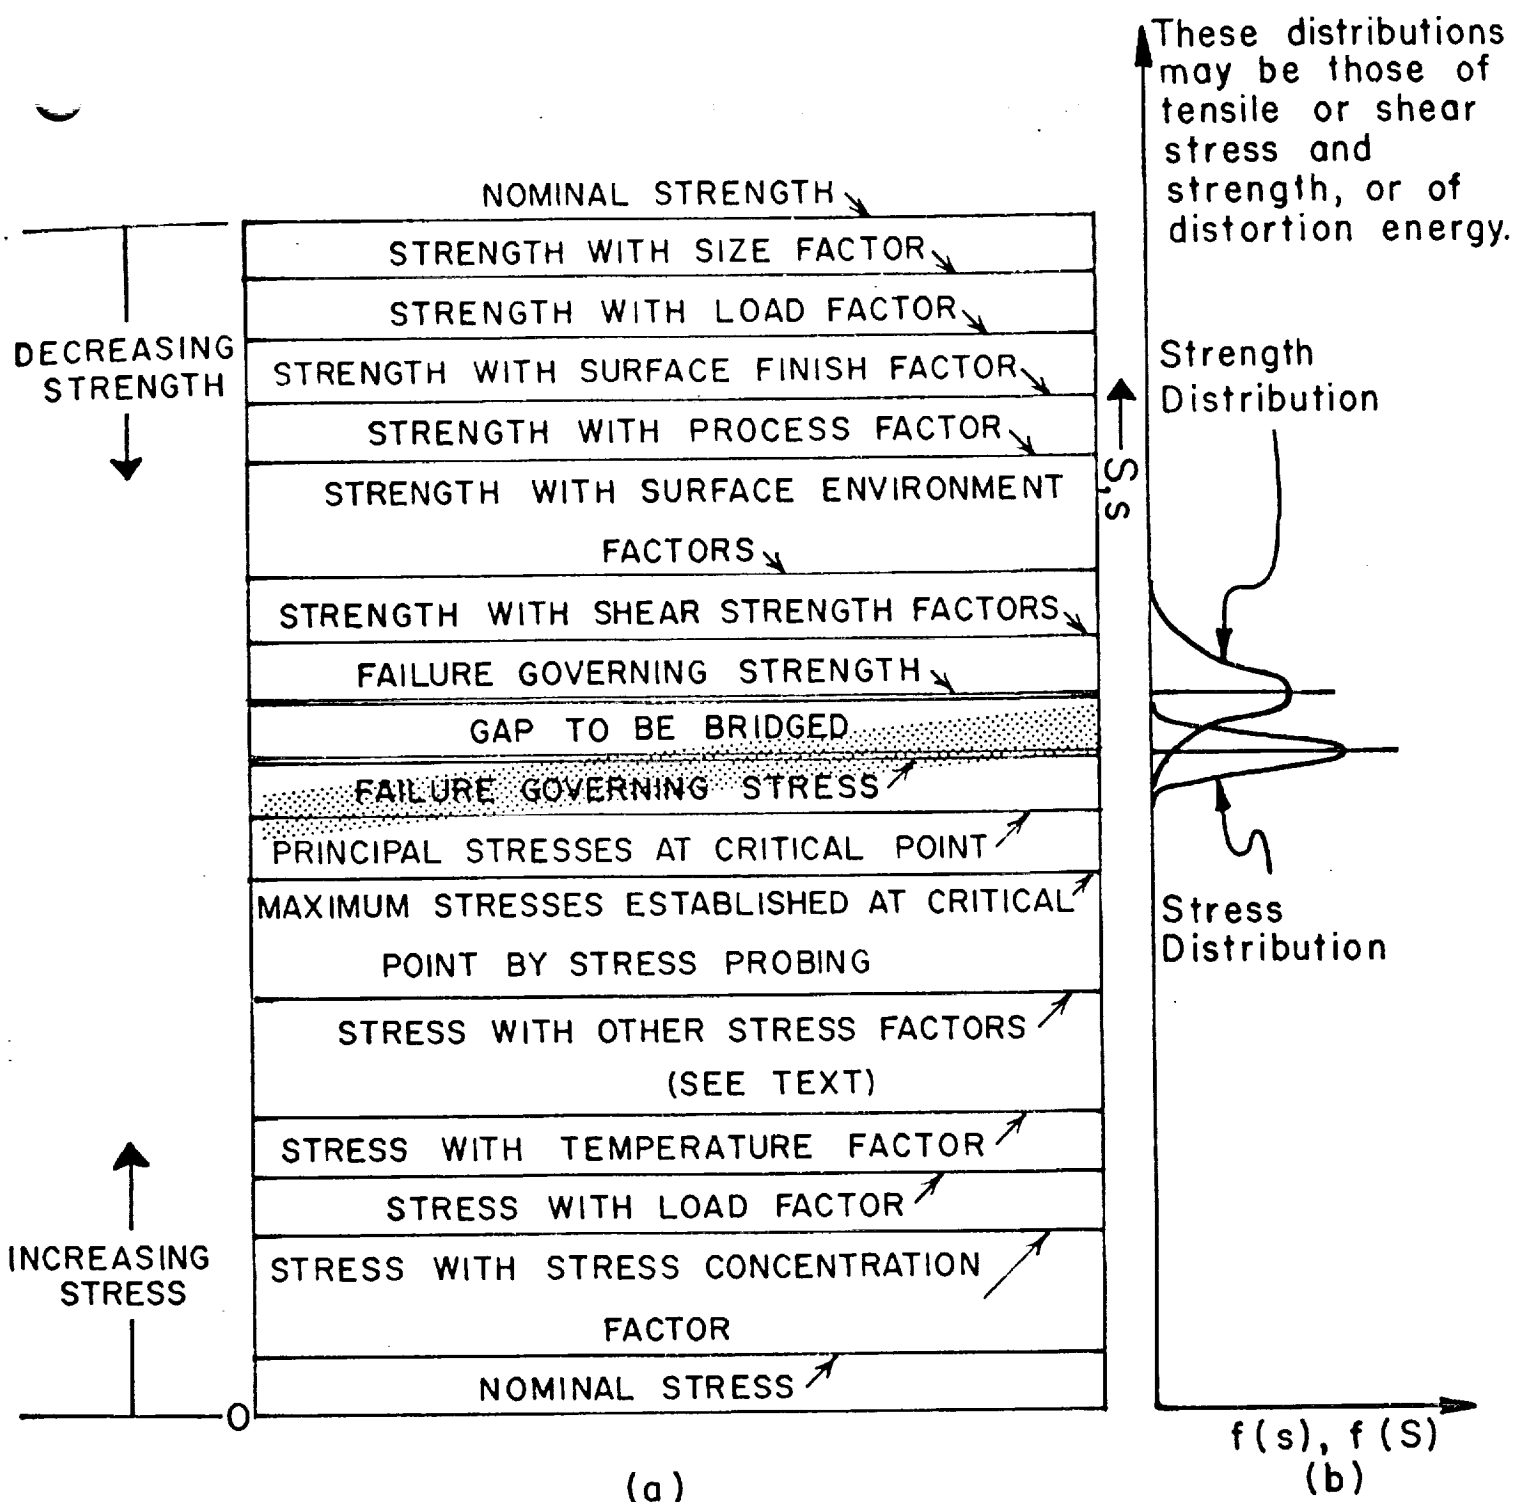 These distributions
may be those of
tensile or shear
stress and
strength, or of
distortion energy.
NOMINAL STRENGTH
STRENGTH WITH SIZE FACTOR
STRENGTH WITH LOAD FACTOR
DECREASING
STRENGTH
STRENGTH WITH SURFACE FINISH FACTOR
Strength
Distribution
STRENGTH WITH PROCESS FACTOR
S,s
STRENGTH WITH SURFACE ENVIRONMENT
FACTORS
STRENGTH WITH SHEAR STRENGTH FACTORS
FAILURE GOVERNING STRENGTH
GAP TO BE BRIDGED
FAILURE GOVERNING STRESS
PRINCIPAL STRESSES AT CRITICAL POINT
MAXIMUM STRESSES ESTABLISHED AT CRITICAL
POINT BY STRESS PROBING
Stress
Distribution
STRESS WITH OTHER STRESS FACTORS
(SEE TEXT)
STRESS WITH TEMPERATURE FACTOR
STRESS WITH LOAD FACTOR
INCREASING
STRESS
STRESS WITH STRESS CONCENTRATION
FACTOR
NOMINAL STRESS
0
f(s), f(S)
(a)
(b)